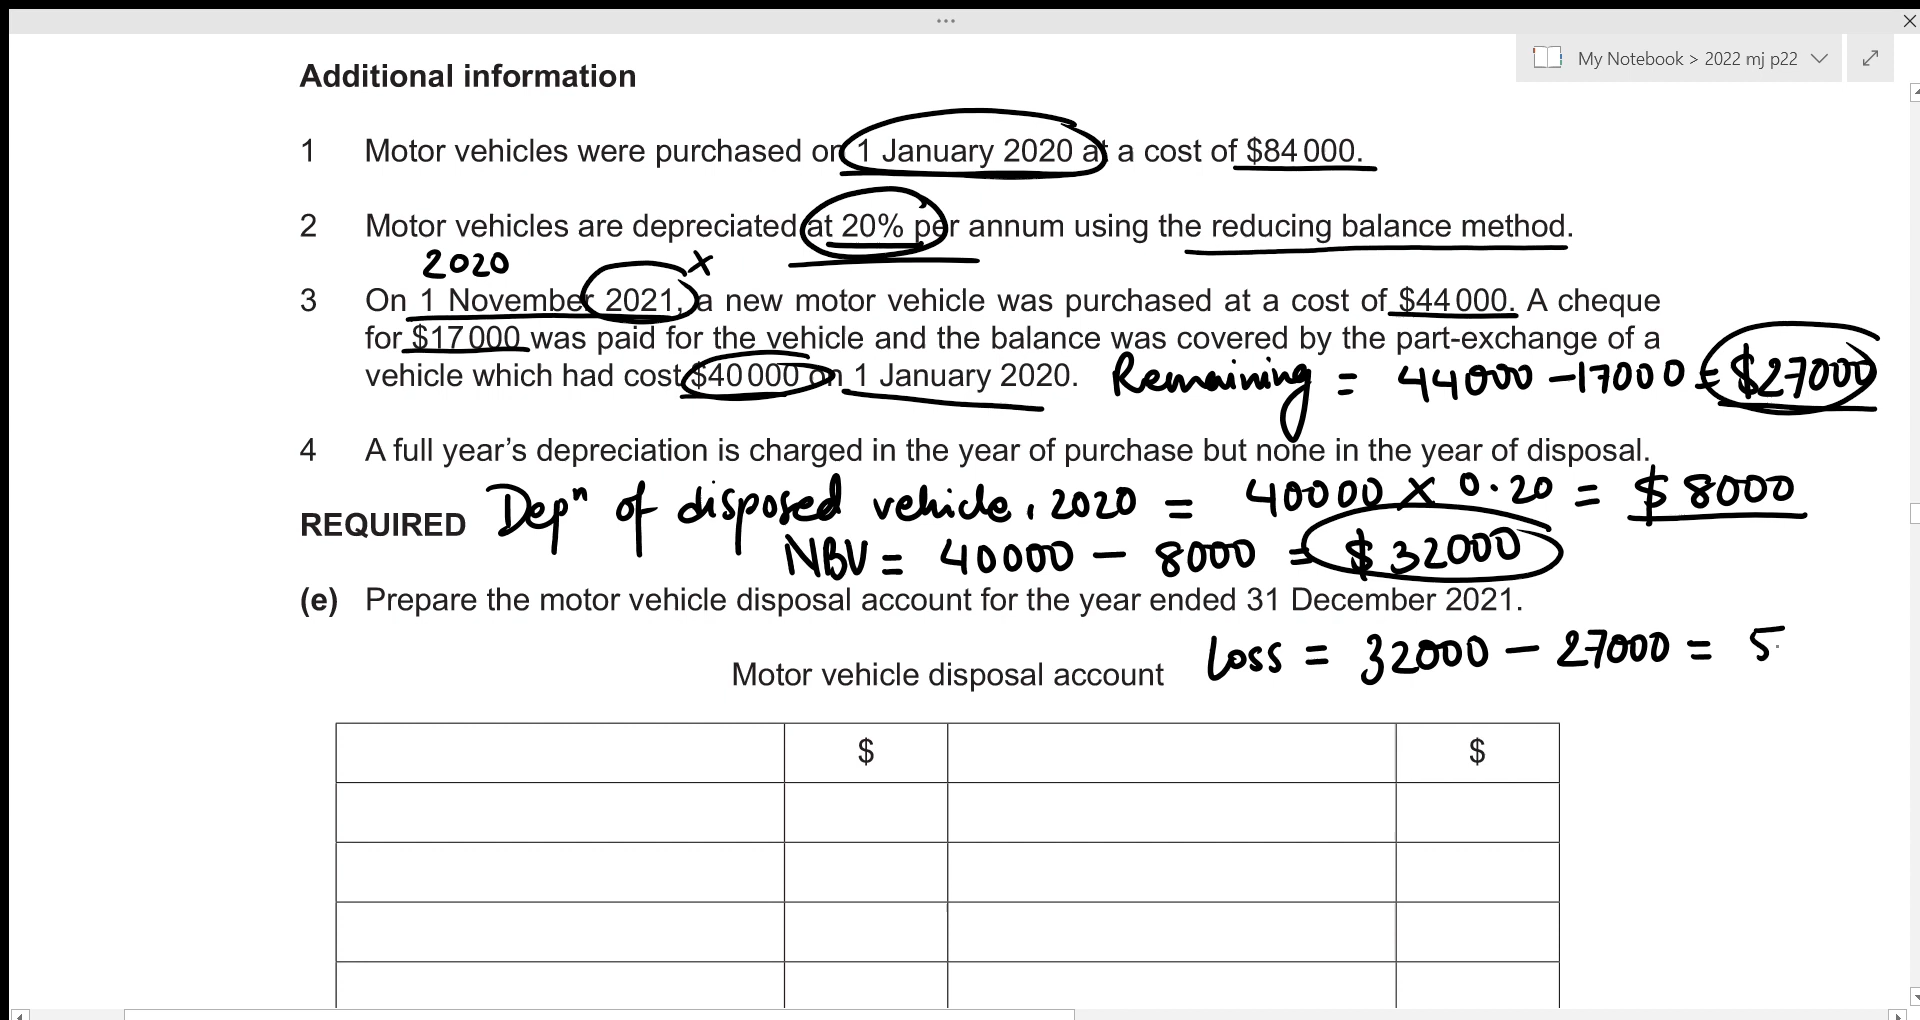 ...
My Notebook > 2022 mj p22
Additional information
1 Motor vehicles were purchased on 1 January 2020 at a cost of $84 000.
2 Motor vehicles are depreciated at 20% per annum using the reducing balance method.
2020 x
3 On 1 November 2021, a new motor vehicle was purchased at a cost of $44 000. A cheque
for $17 000 was paid for the vehicle and the balance was covered by the part-exchange of a
vehicle which had cost $40 000 on 1 January 2020. Remaining = 44000 - 17000 = $27000
4 A full year's depreciation is charged in the year of purchase but none in the year of disposal.
REQUIRED Depn of disposed vehicle, 2020 = 40000 x 0.20 = $8000
NBV = 40000 - 8000 = $32000
(e) Prepare the motor vehicle disposal account for the year ended 31 December 2021.
Loss = 32000 - 27000 = 5
Motor vehicle disposal account
$ $